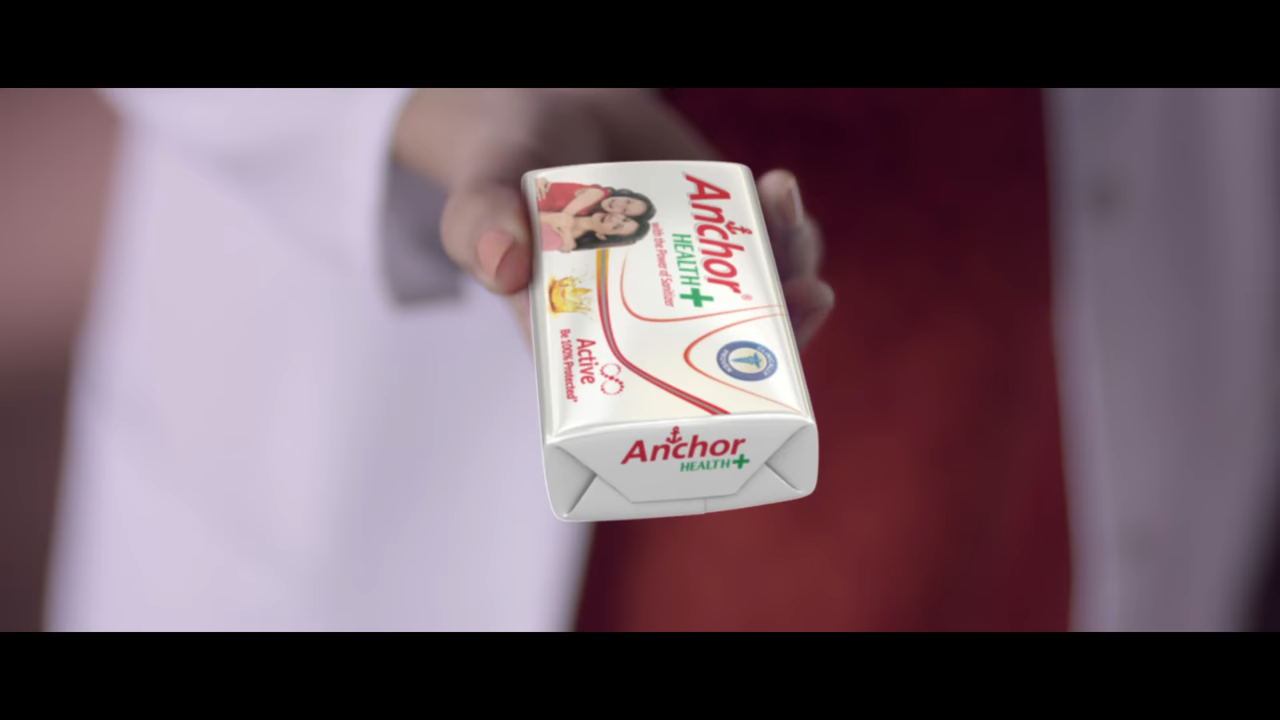 Anchor®
HEALTH+
with the Power of Sanitizer
Active
Be 100% Protected*
Anchor
HEALTH+